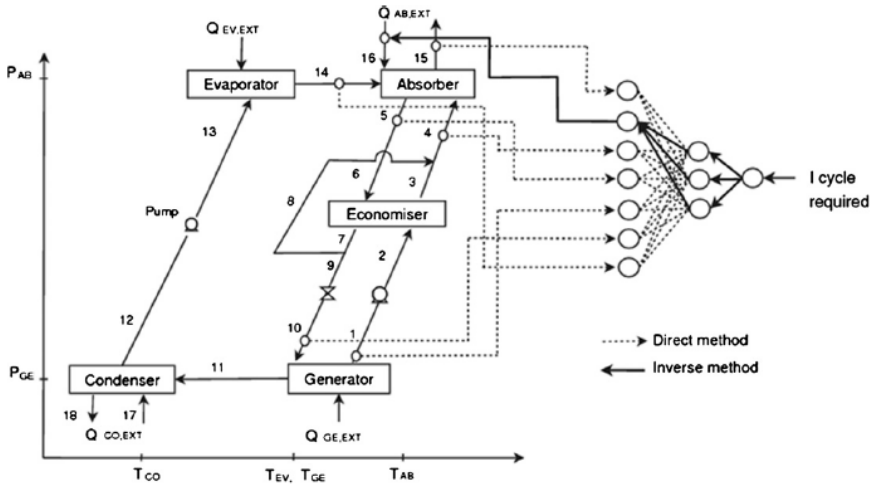 Q EV,EXT
Q AB,EXT
P AB
14
16
15
Evaporator
Absorber
13
5
4
6
3
8
I cycle
required
Pump
Economiser
7
2
9
12
10
1
Direct method
Inverse method
P GE
11
Condenser
Generator
18
17
Q CO,EXT
Q GE,EXT
T CO
T EV, T GE
T AB